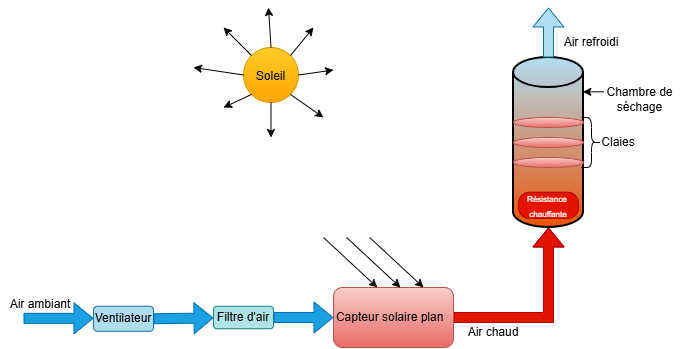 Air refroidi
Soleil
Chambre de
séchage
Claies
Résistance
chauffante
Air ambiant
Ventilateur
Filtre d'air
Capteur solaire plan
Air chaud